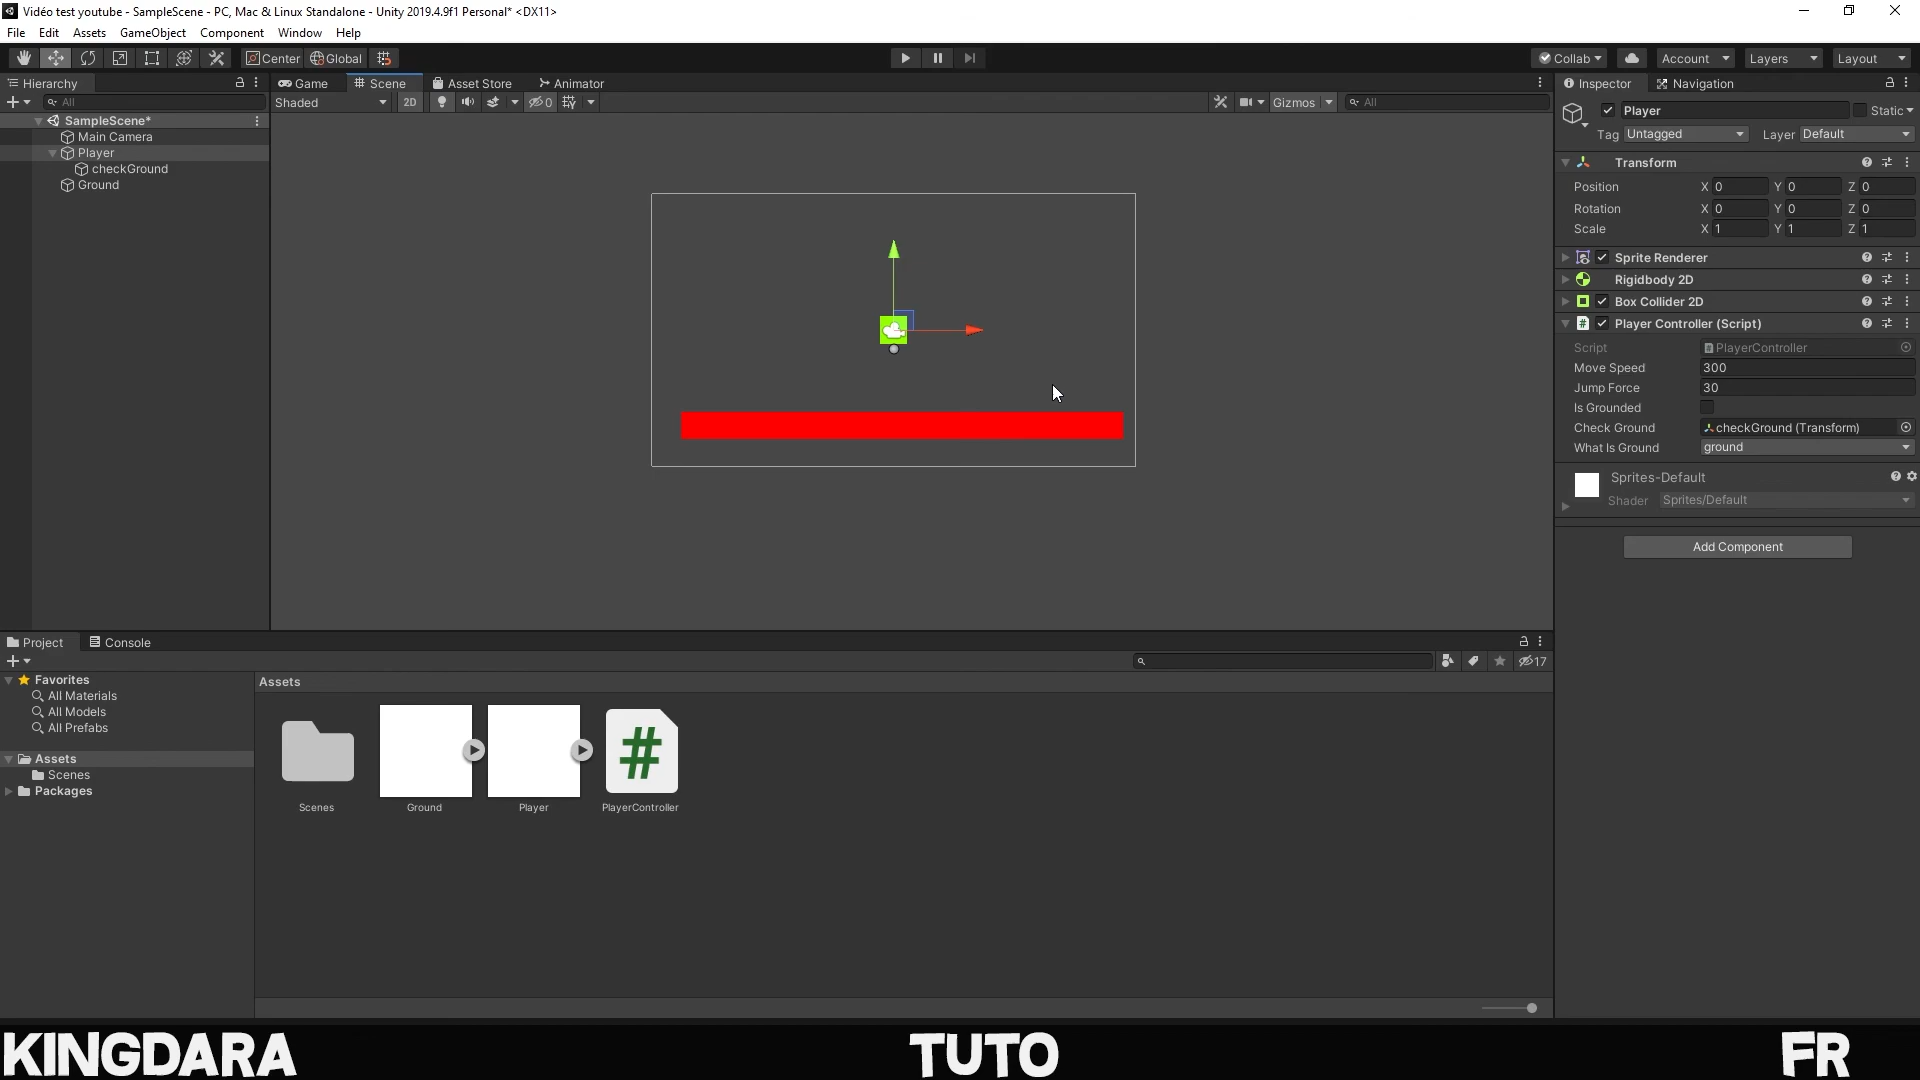 Vidéo test youtube - SampleScene - PC, Mac & Linux Standalone - Unity 2019.4.9f1 Personal* <DX11>
File Edit Assets GameObject Component Window Help
Center Global Collab Account Layers Layout
Hierarchy Game Scene Asset Store Animator Inspector Navigation
All Shaded 2D 0 Gizmos All
SampleScene*
Main Camera
Player
checkGround
Ground
Player Static
Tag Untagged Layer Default
Transform
Position X 0 Y 0 Z 0
Rotation X 0 Y 0 Z 0
Scale X 1 Y 1 Z 1
Sprite Renderer
Rigidbody 2D
Box Collider 2D
Player Controller (Script)
Script PlayerController
Move Speed 300
Jump Force 30
Is Grounded
Check Ground checkGround (Transform)
What Is Ground ground
Sprites-Default
Shader Sprites/Default
Add Component
Project Console
17
Favorites
All Materials
All Models
All Prefabs
Assets
Scenes
Packages
Assets
Scenes Ground Player PlayerController
KINGDARA TUTO FR